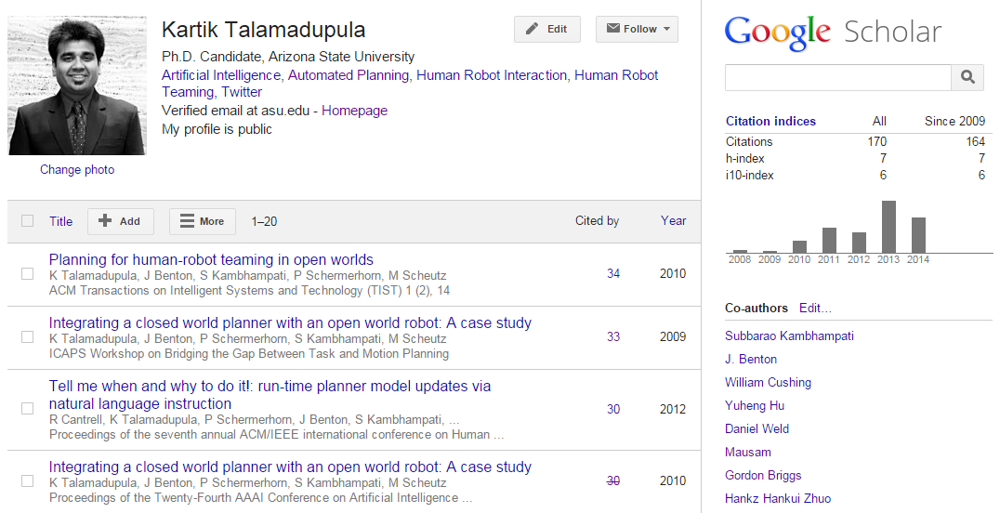 Kartik Talamadupula
Edit
Follow
Ph.D. Candidate, Arizona State University
Artificial Intelligence, Automated Planning, Human Robot Interaction, Human Robot
Teaming, Twitter
Verified email at asu.edu - Homepage
My profile is public
Change photo
Title Add More 1–20 Cited by Year
Planning for human-robot teaming in open worlds
K Talamadupula, J Benton, S Kambhampati, P Schermerhorn, M Scheutz
ACM Transactions on Intelligent Systems and Technology (TIST) 1 (2), 14
34 2010
Integrating a closed world planner with an open world robot: A case study
K Talamadupula, J Benton, P Schermerhorn, S Kambhampati, M Scheutz
ICAPS Workshop on Bridging the Gap Between Task and Motion Planning
33 2009
Tell me when and why to do it!: run-time planner model updates via
natural language instruction
R Cantrell, K Talamadupula, P Schermerhorn, J Benton, S Kambhampati, ...
Proceedings of the seventh annual ACM/IEEE international conference on Human ...
30 2012
Integrating a closed world planner with an open world robot: A case study
K Talamadupula, J Benton, P Schermerhorn, S Kambhampati, M Scheutz
Proceedings of the Twenty-Fourth AAAI Conference on Artificial Intelligence ...
30 2010
Google Scholar
Citation indices All Since 2009
Citations 170 164
h-index 7 7
i10-index 6 6
2008 2009 2010 2011 2012 2013 2014
Co-authors Edit...
Subbarao Kambhampati
J. Benton
William Cushing
Yuheng Hu
Daniel Weld
Mausam
Gordon Briggs
Hankz Hankui Zhuo